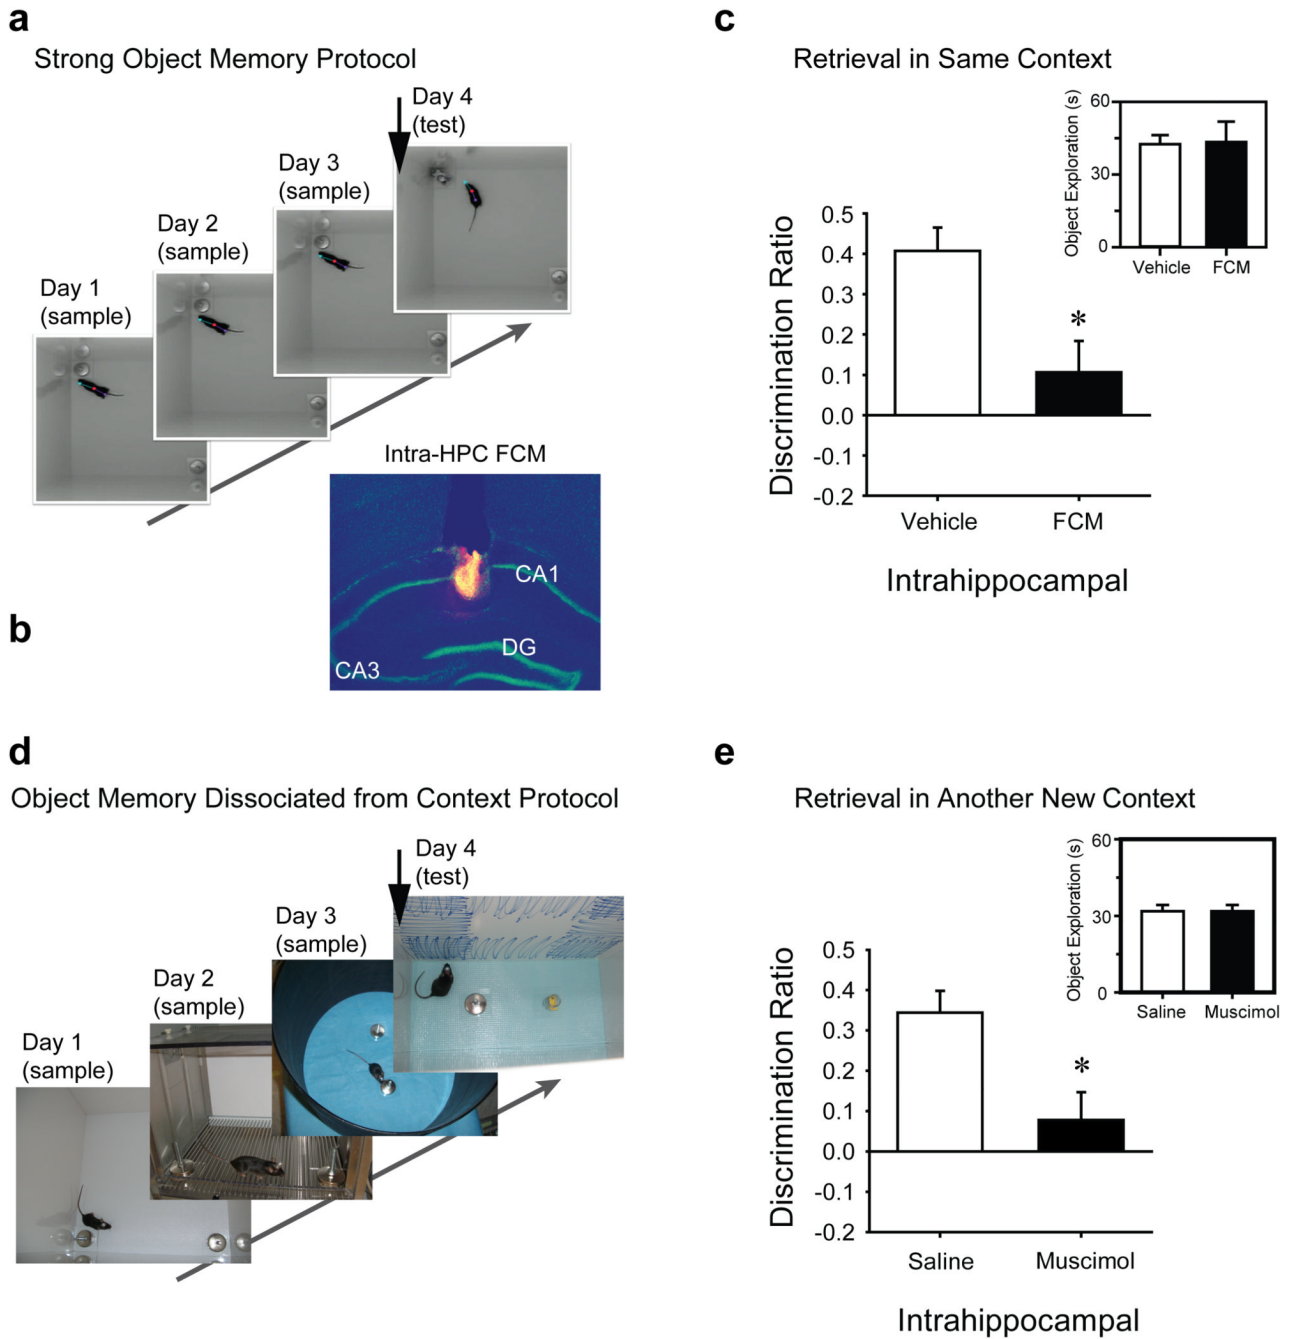 a
Strong Object Memory Protocol
Day 1
(sample)
Day 2
(sample)
Day 3
(sample)
Day 4
(test)
b
Intra-HPC FCM
CA1
DG
CA3
c
Retrieval in Same Context
Discrimination Ratio
0.5
0.4
0.3
0.2
0.1
0.0
-0.1
-0.2
*
Vehicle
FCM
Intrahippocampal
Object Exploration (s)
60
30
0
Vehicle
FCM
d
Object Memory Dissociated from Context Protocol
Day 1
(sample)
Day 2
(sample)
Day 3
(sample)
Day 4
(test)
e
Retrieval in Another New Context
Discrimination Ratio
0.5
0.4
0.3
0.2
0.1
0.0
-0.1
-0.2
*
Saline
Muscimol
Intrahippocampal
Object Exploration (s)
60
30
0
Saline
Muscimol